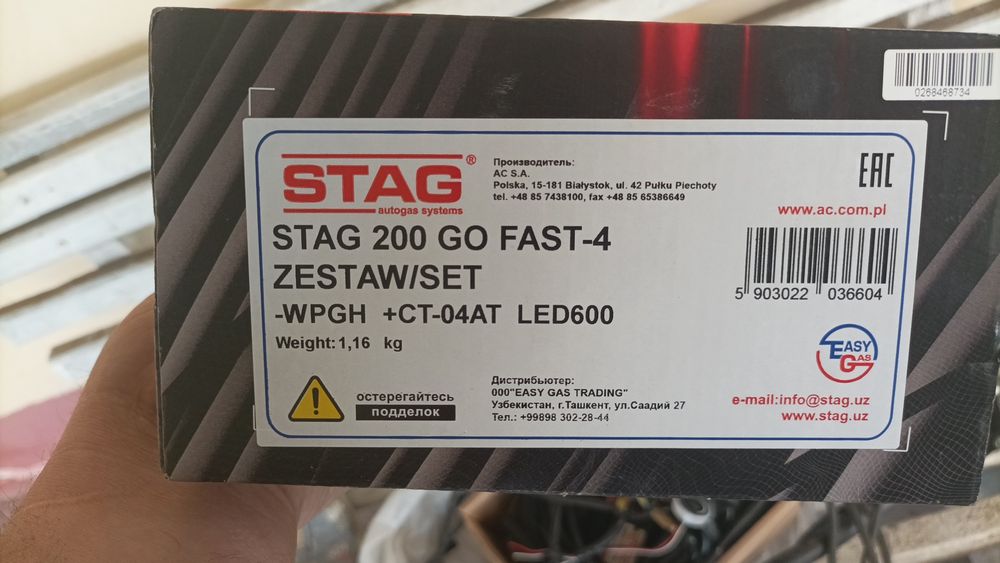 0268468734
STAG®
autogas systems
Производитель:
AC S.A.
Polska, 15-181 Białystok, ul. 42 Pułku Piechoty
tel. +48 85 7438100, fax +48 85 65386649
EAC
www.ac.com.pl
STAG 200 GO FAST-4
ZESTAW/SET
-WPGH +CT-04AT LED600
Weight: 1,16 kg
5 903022 036604
EASY
GAS
остерегайтесь
подделок
Дистрибьютер:
ООО"EASY GAS TRADING"
Узбекистан, г.Ташкент, ул.Саадий 27
Тел.: +99898 302-28-44
e-mail:info@stag.uz
www.stag.uz